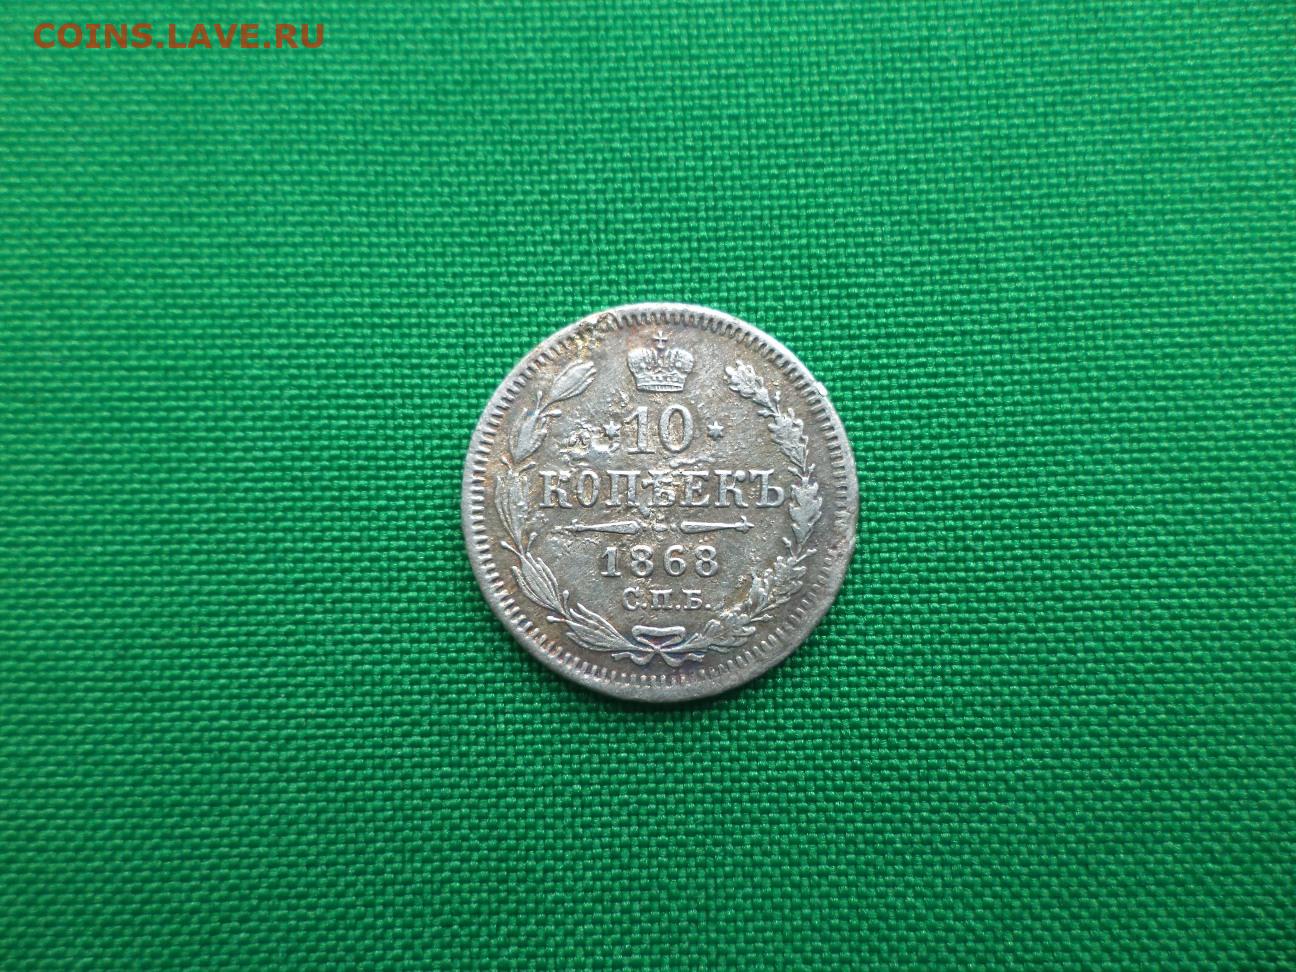 COINS.LAVE.RU
* 10 *
КОПѢЕКЪ
1868
С.П.Б.